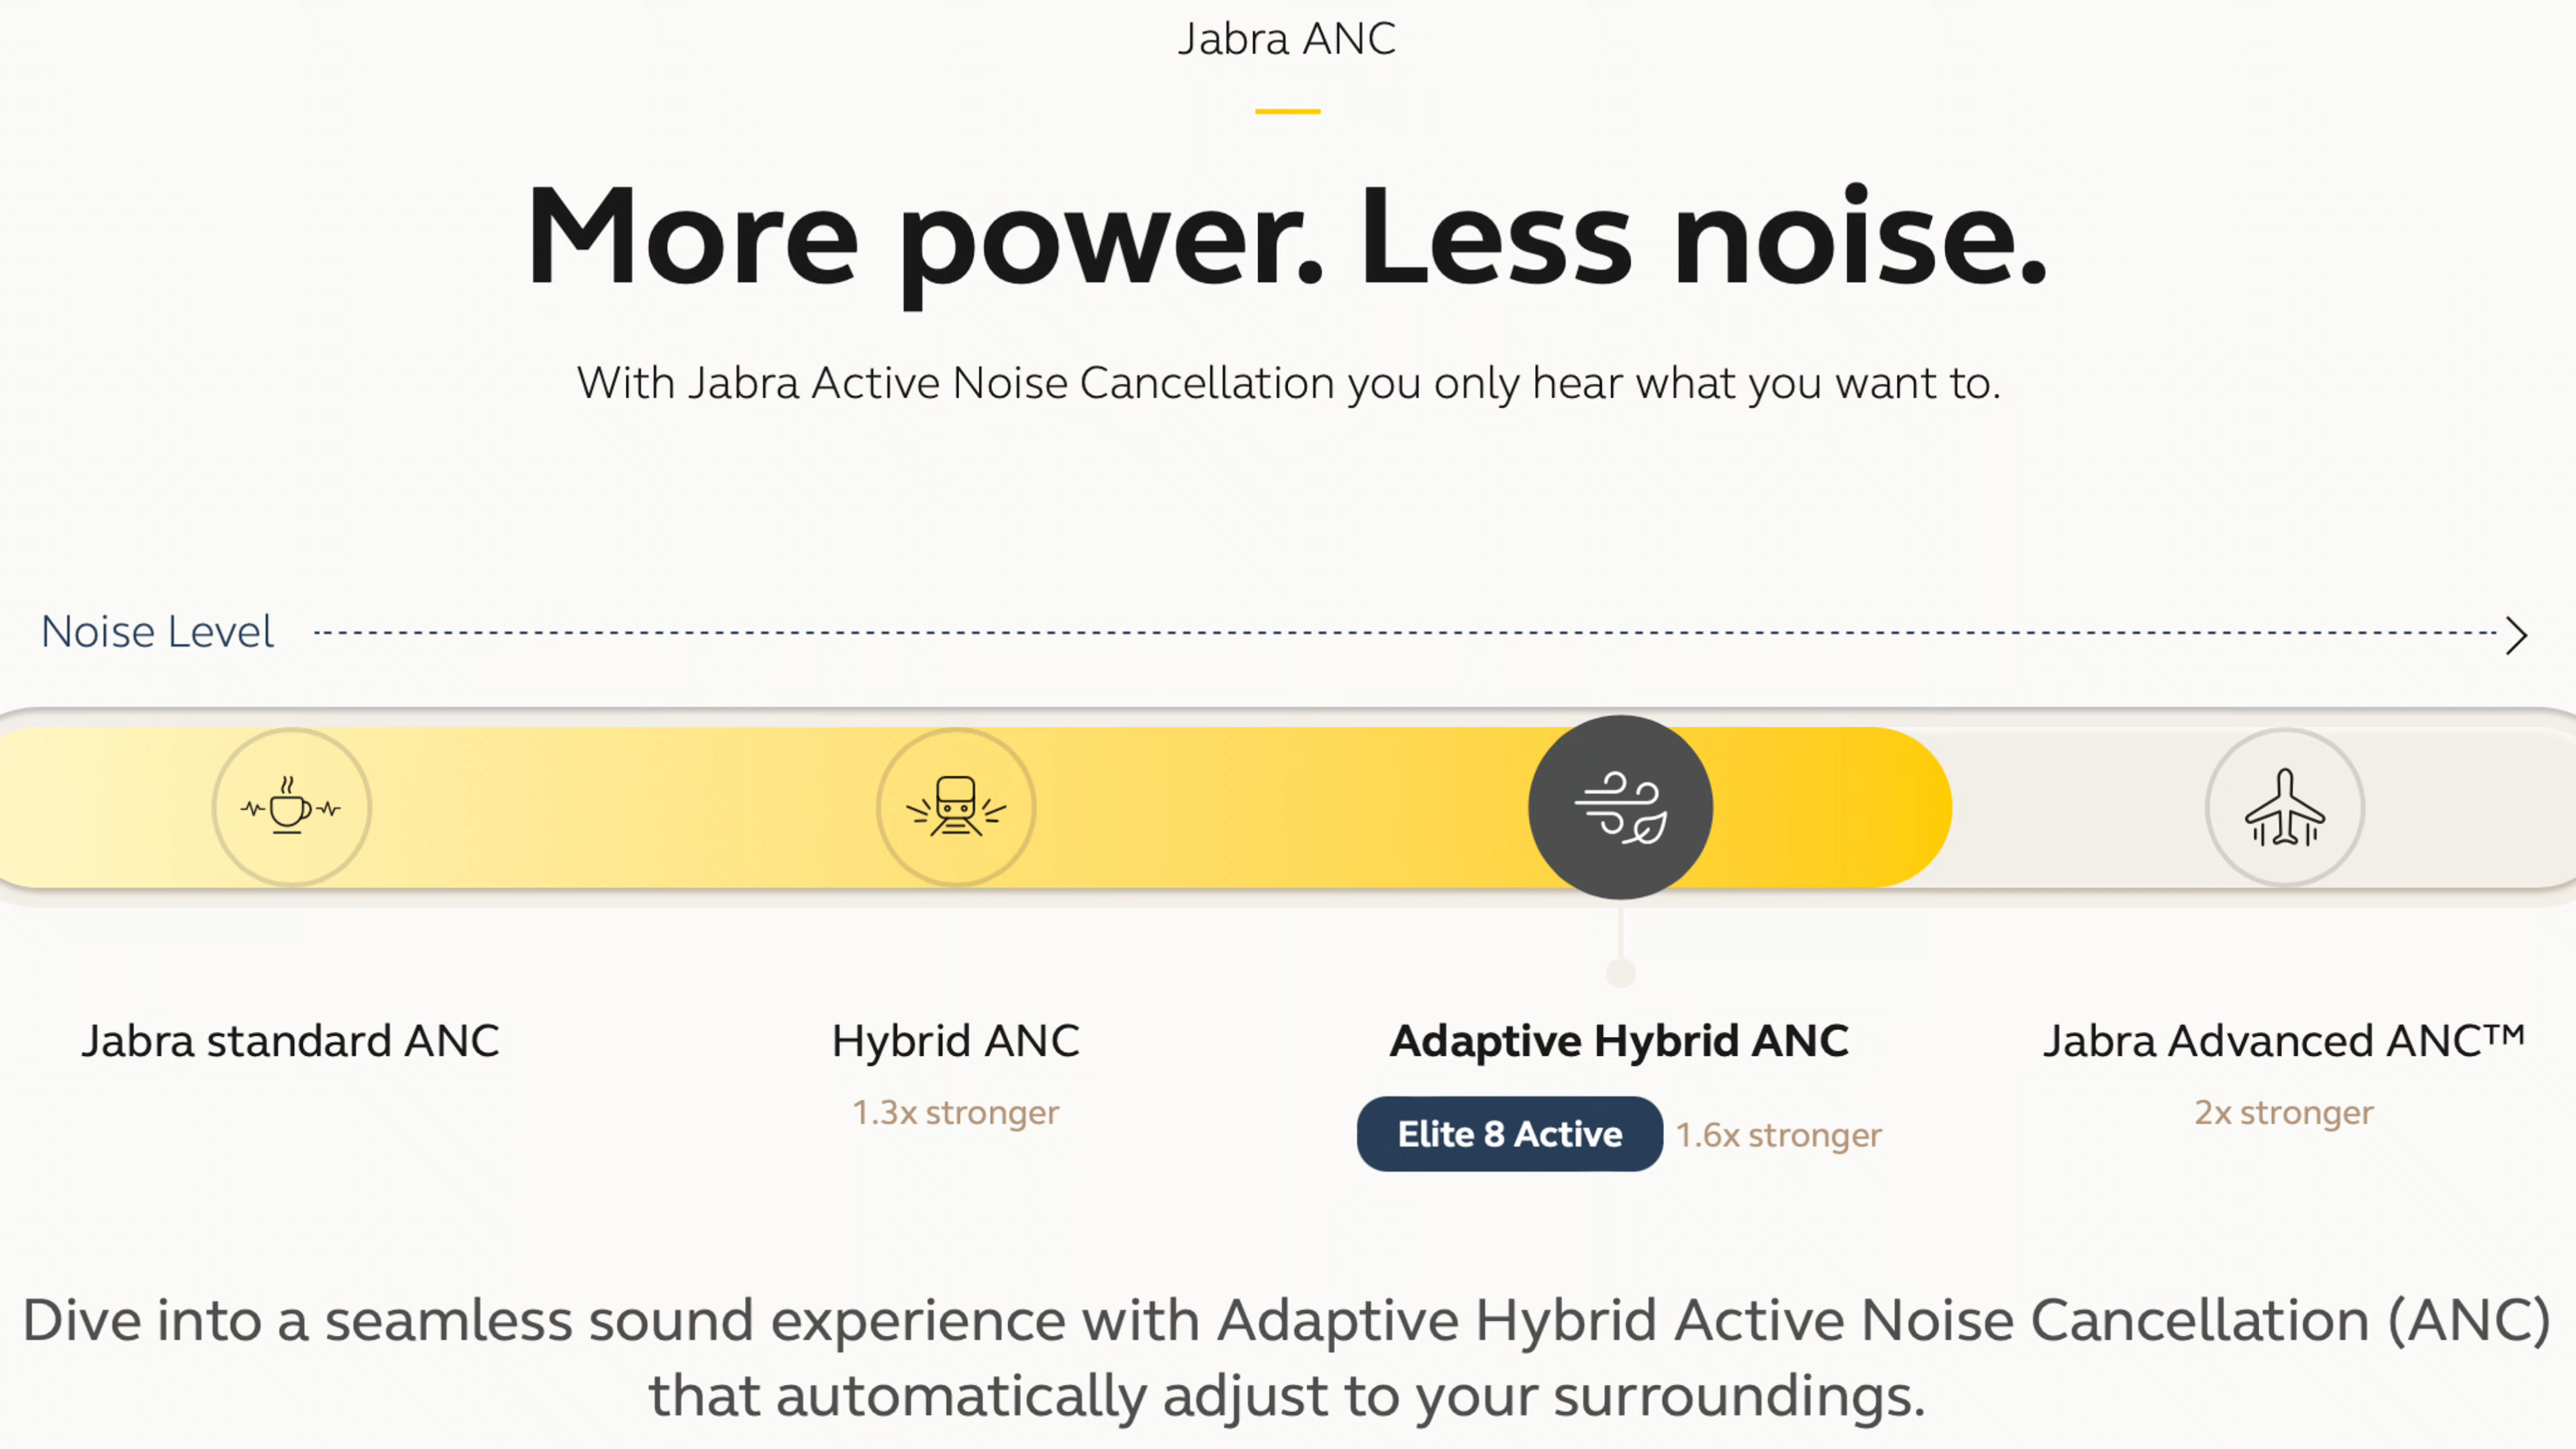 Jabra ANC
More power. Less noise.
With Jabra Active Noise Cancellation you only hear what you want to.
Noise Level
Jabra standard ANC
Hybrid ANC
1.3x stronger
Adaptive Hybrid ANC
Elite 8 Active
1.6x stronger
Jabra Advanced ANC™
2x stronger
Dive into a seamless sound experience with Adaptive Hybrid Active Noise Cancellation (ANC)
that automatically adjust to your surroundings.